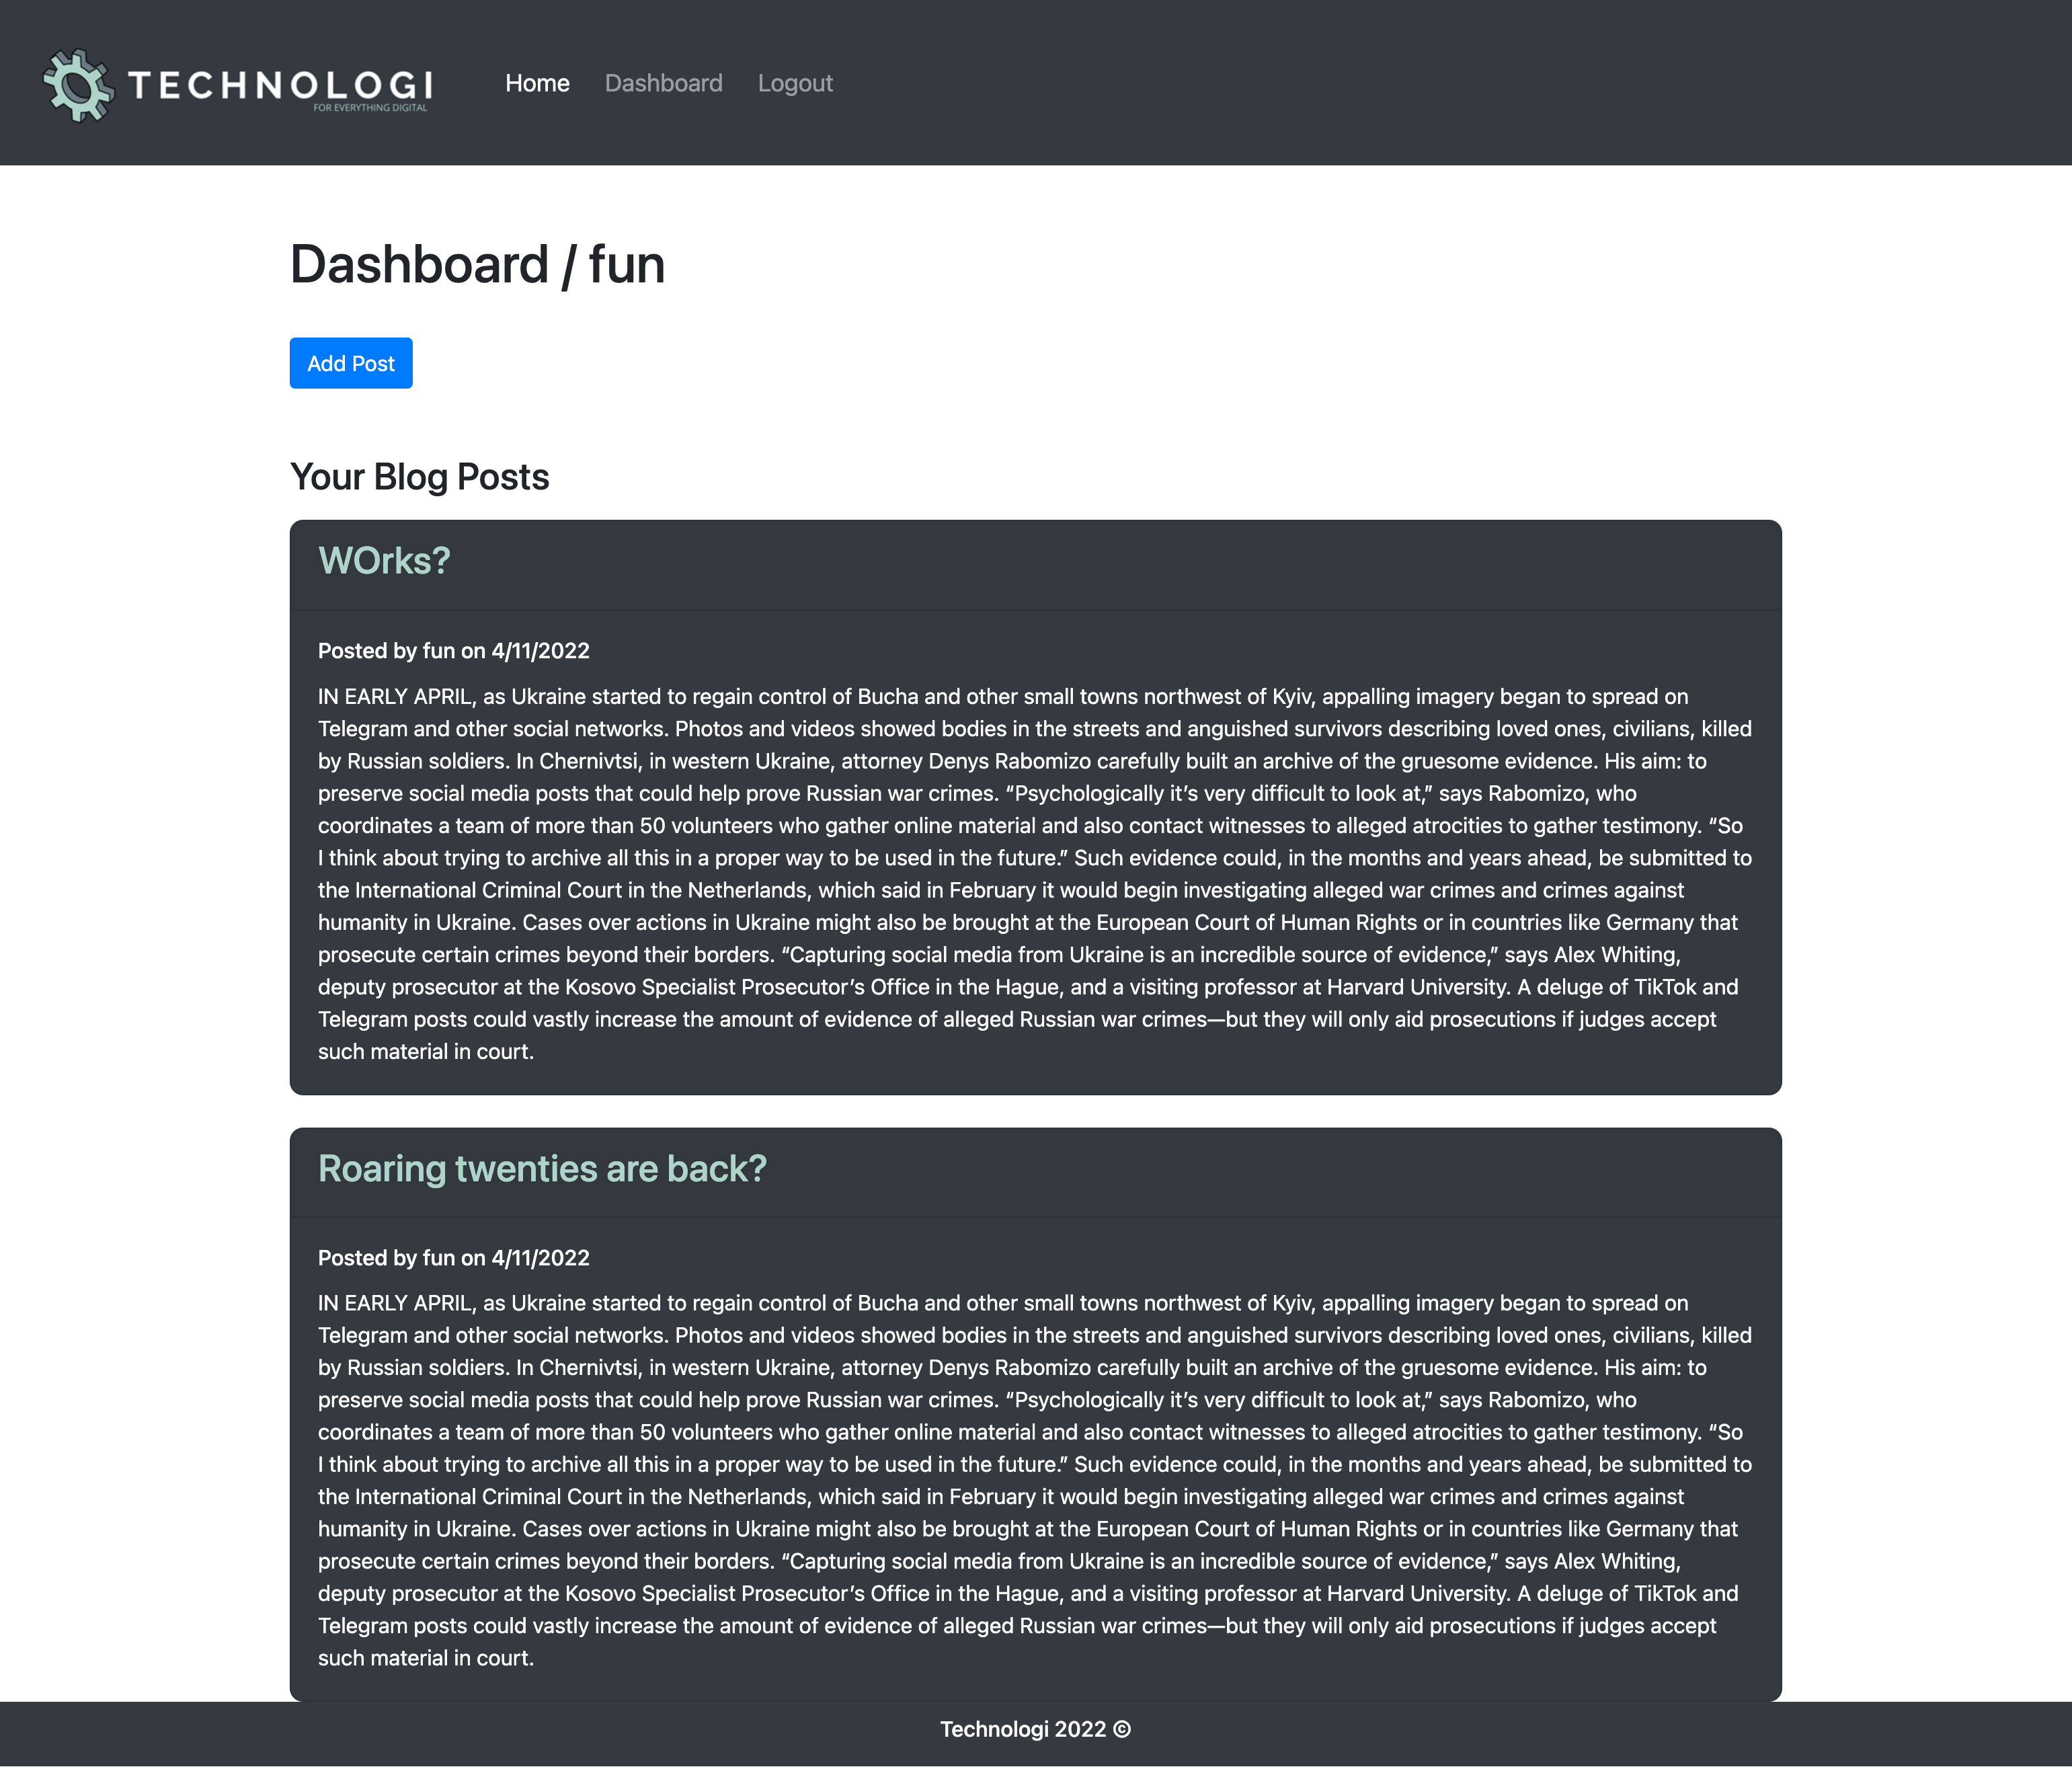 TECHNOLOGI
FOR EVERYTHING DIGITAL
Home Dashboard Logout
Dashboard / fun
Add Post
Your Blog Posts
WOrks?
Posted by fun on 4/11/2022
IN EARLY APRIL, as Ukraine started to regain control of Bucha and other small towns northwest of Kyiv, appalling imagery began to spread on
Telegram and other social networks. Photos and videos showed bodies in the streets and anguished survivors describing loved ones, civilians, killed
by Russian soldiers. In Chernivtsi, in western Ukraine, attorney Denys Rabomizo carefully built an archive of the gruesome evidence. His aim: to
preserve social media posts that could help prove Russian war crimes. “Psychologically it’s very difficult to look at,” says Rabomizo, who
coordinates a team of more than 50 volunteers who gather online material and also contact witnesses to alleged atrocities to gather testimony. “So
I think about trying to archive all this in a proper way to be used in the future.” Such evidence could, in the months and years ahead, be submitted to
the International Criminal Court in the Netherlands, which said in February it would begin investigating alleged war crimes and crimes against
humanity in Ukraine. Cases over actions in Ukraine might also be brought at the European Court of Human Rights or in countries like Germany that
prosecute certain crimes beyond their borders. “Capturing social media from Ukraine is an incredible source of evidence,” says Alex Whiting,
deputy prosecutor at the Kosovo Specialist Prosecutor’s Office in the Hague, and a visiting professor at Harvard University. A deluge of TikTok and
Telegram posts could vastly increase the amount of evidence of alleged Russian war crimes—but they will only aid prosecutions if judges accept
such material in court.
Roaring twenties are back?
Posted by fun on 4/11/2022
IN EARLY APRIL, as Ukraine started to regain control of Bucha and other small towns northwest of Kyiv, appalling imagery began to spread on
Telegram and other social networks. Photos and videos showed bodies in the streets and anguished survivors describing loved ones, civilians, killed
by Russian soldiers. In Chernivtsi, in western Ukraine, attorney Denys Rabomizo carefully built an archive of the gruesome evidence. His aim: to
preserve social media posts that could help prove Russian war crimes. “Psychologically it’s very difficult to look at,” says Rabomizo, who
coordinates a team of more than 50 volunteers who gather online material and also contact witnesses to alleged atrocities to gather testimony. “So
I think about trying to archive all this in a proper way to be used in the future.” Such evidence could, in the months and years ahead, be submitted to
the International Criminal Court in the Netherlands, which said in February it would begin investigating alleged war crimes and crimes against
humanity in Ukraine. Cases over actions in Ukraine might also be brought at the European Court of Human Rights or in countries like Germany that
prosecute certain crimes beyond their borders. “Capturing social media from Ukraine is an incredible source of evidence,” says Alex Whiting,
deputy prosecutor at the Kosovo Specialist Prosecutor’s Office in the Hague, and a visiting professor at Harvard University. A deluge of TikTok and
Telegram posts could vastly increase the amount of evidence of alleged Russian war crimes—but they will only aid prosecutions if judges accept
such material in court.
Technologi 2022 ©